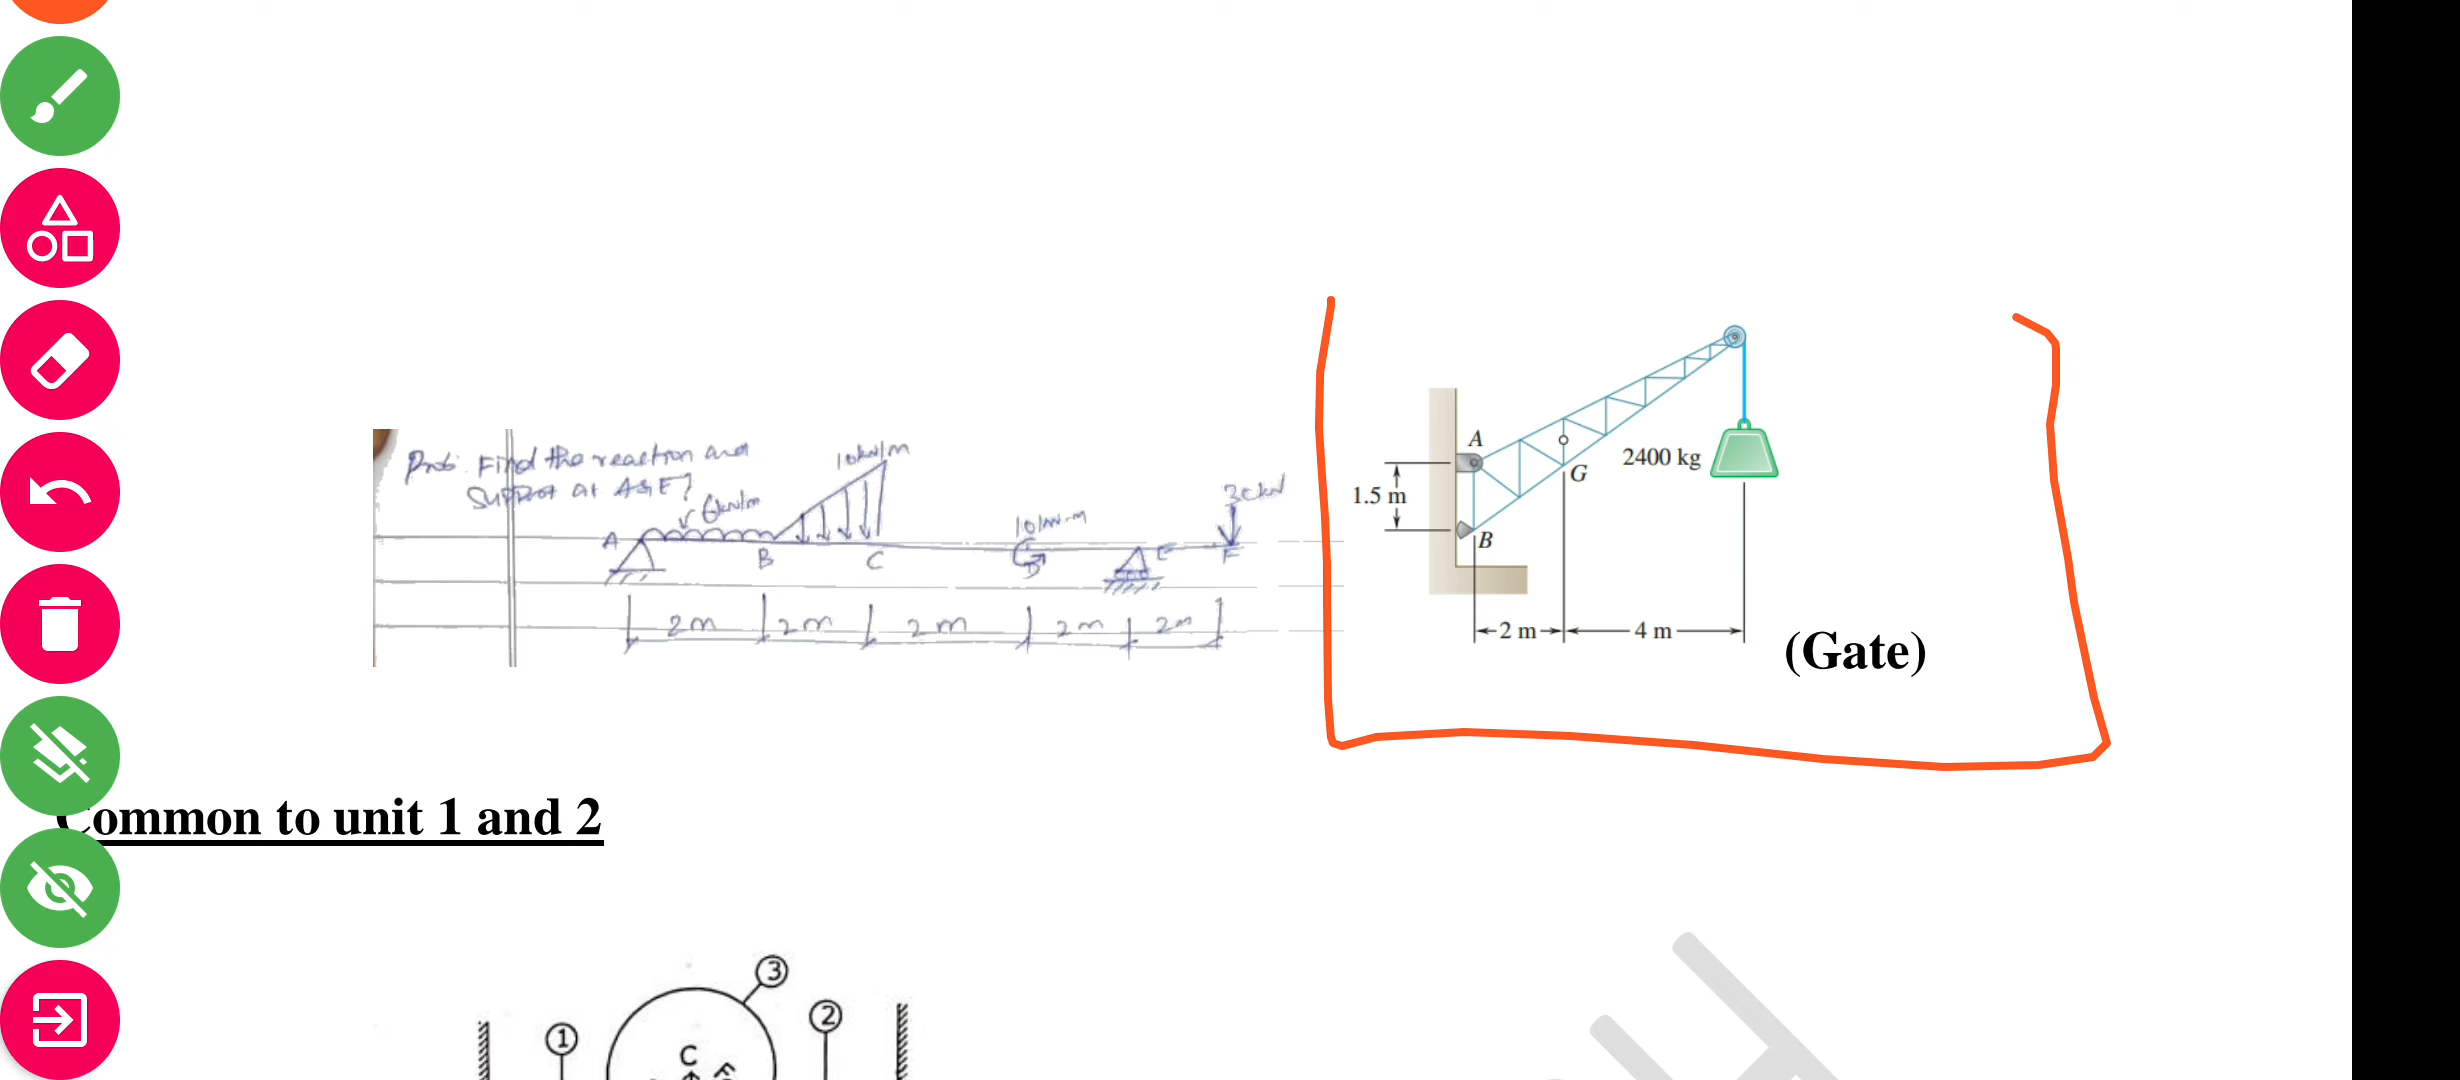 Prob. Find the reaction and
Support at A & E?
10kN/m
6kN/m
10kN-m
A
B
C
D
E
F
2m
2m
2m
2m
2m
A
2400 kg
G
1.5 m
B
2 m
4 m
(Gate)
Common to unit 1 and 2
3
2
1
C